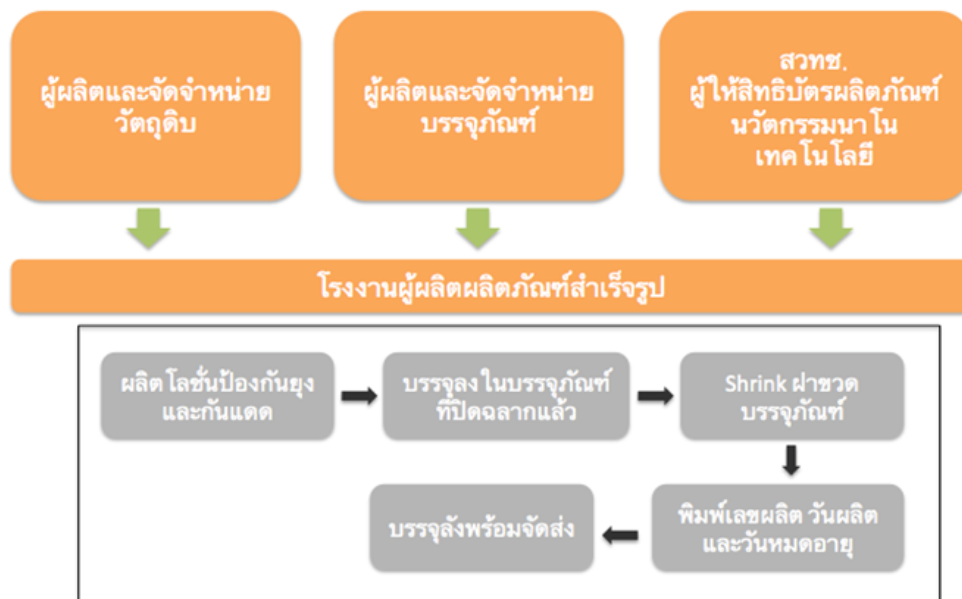 ผู้ผลิตและจัดจำหน่าย
วัตถุดิบ
ผู้ผลิตและจัดจำหน่าย
บรรจุภัณฑ์
สวทช.
ผู้ให้สิทธิบัตรผลิตภัณฑ์
นวัตกรรมนาโน
เทคโนโลยี
โรงงานผู้ผลิตผลิตภัณฑ์สำเร็จรูป
ผลิตโลชั่นป้องกันยุง
และกันแดด
บรรจุลงในบรรจุภัณฑ์
ที่ปิดฉลากแล้ว
Shrink ฝาขวด
บรรจุภัณฑ์
พิมพ์เลขผลิต วันผลิต
และวันหมดอายุ
บรรจุลังพร้อมจัดส่ง